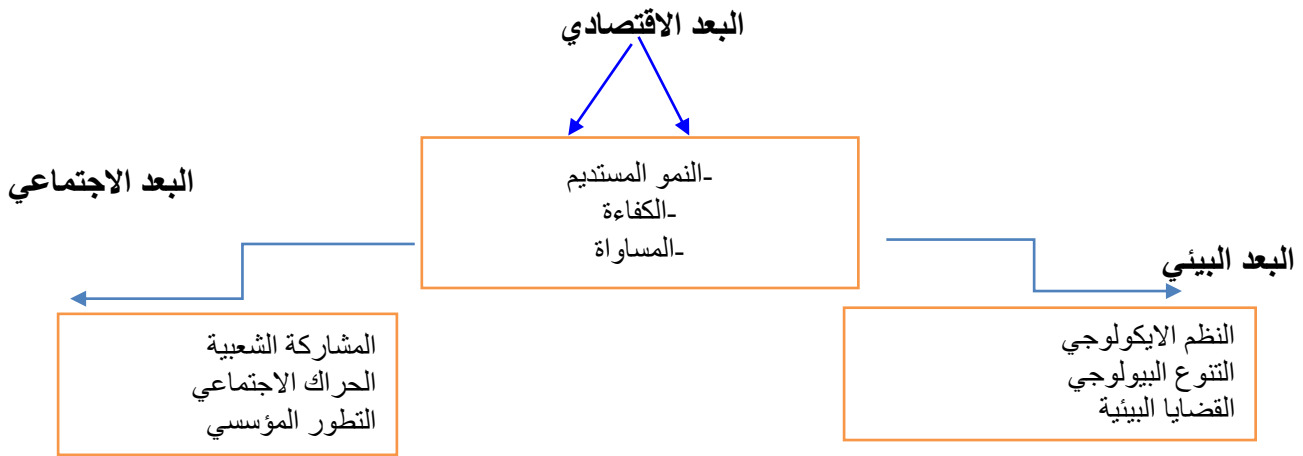 البعد الاقتصادي
-النمو المستديم
-الكفاءة
-المساواة
البعد الاجتماعي
البعد البيئي
النظم الايكولوجي
التنوع البيولوجي
القضايا البيئية
المشاركة الشعبية
الحراك الاجتماعي
التطور المؤسسي